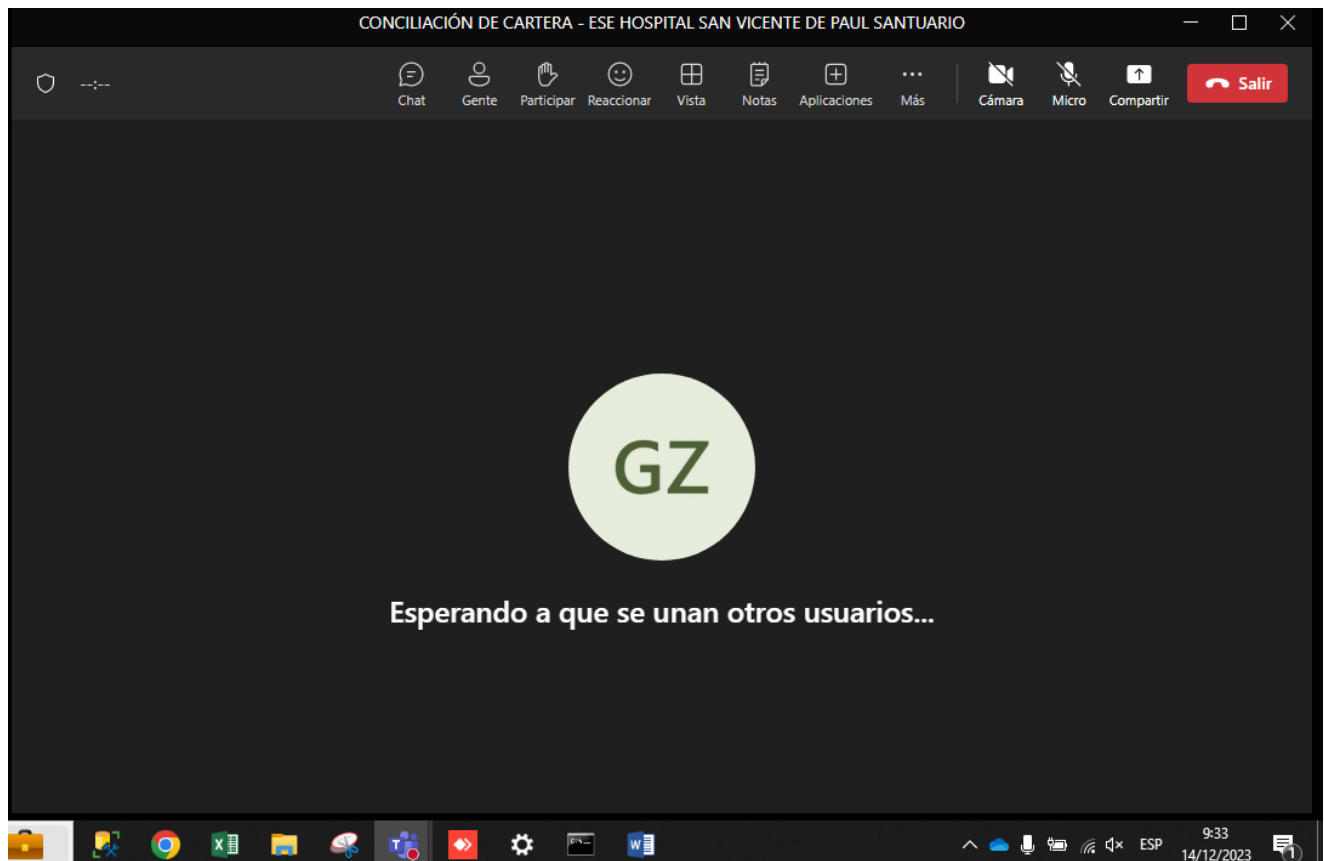 CONCILIACIÓN DE CARTERA - ESE HOSPITAL SAN VICENTE DE PAUL SANTUARIO
--:--
Chat Gente Participar Reaccionar Vista Notas Aplicaciones Más Cámara Micro Compartir Salir
GZ
Esperando a que se unan otros usuarios...
ESP 9:33
14/12/2023 1